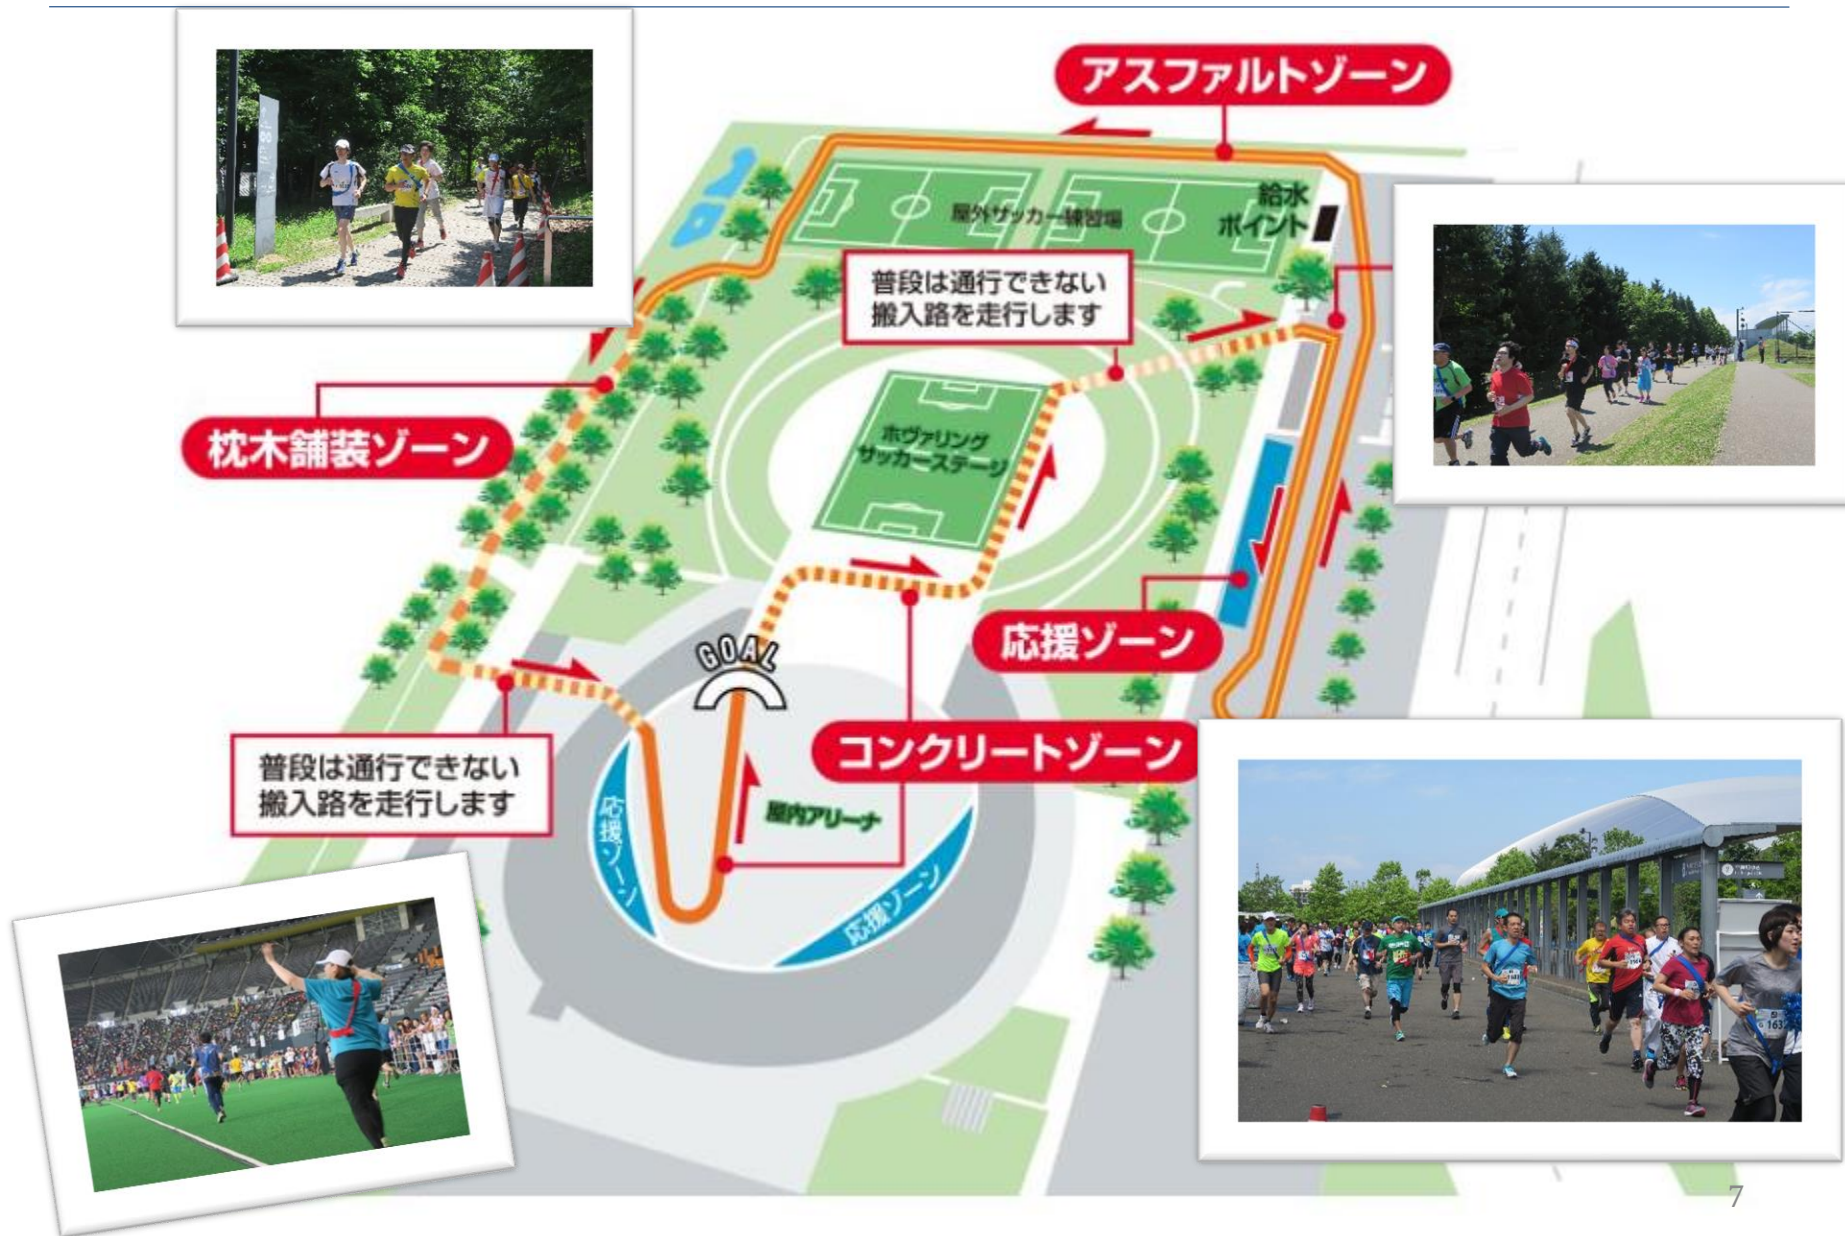 アスファルトゾーン
給水
ポイント
屋外サッカー練習場
普段は通行できない
搬入路を走行します
枕木舗装ゾーン
ホヴァリング
サッカーステージ
応援ゾーン
GOAL
コンクリートゾーン
普段は通行できない
搬入路を走行します
屋内アリーナ
応援ゾーン
応援ゾーン
7